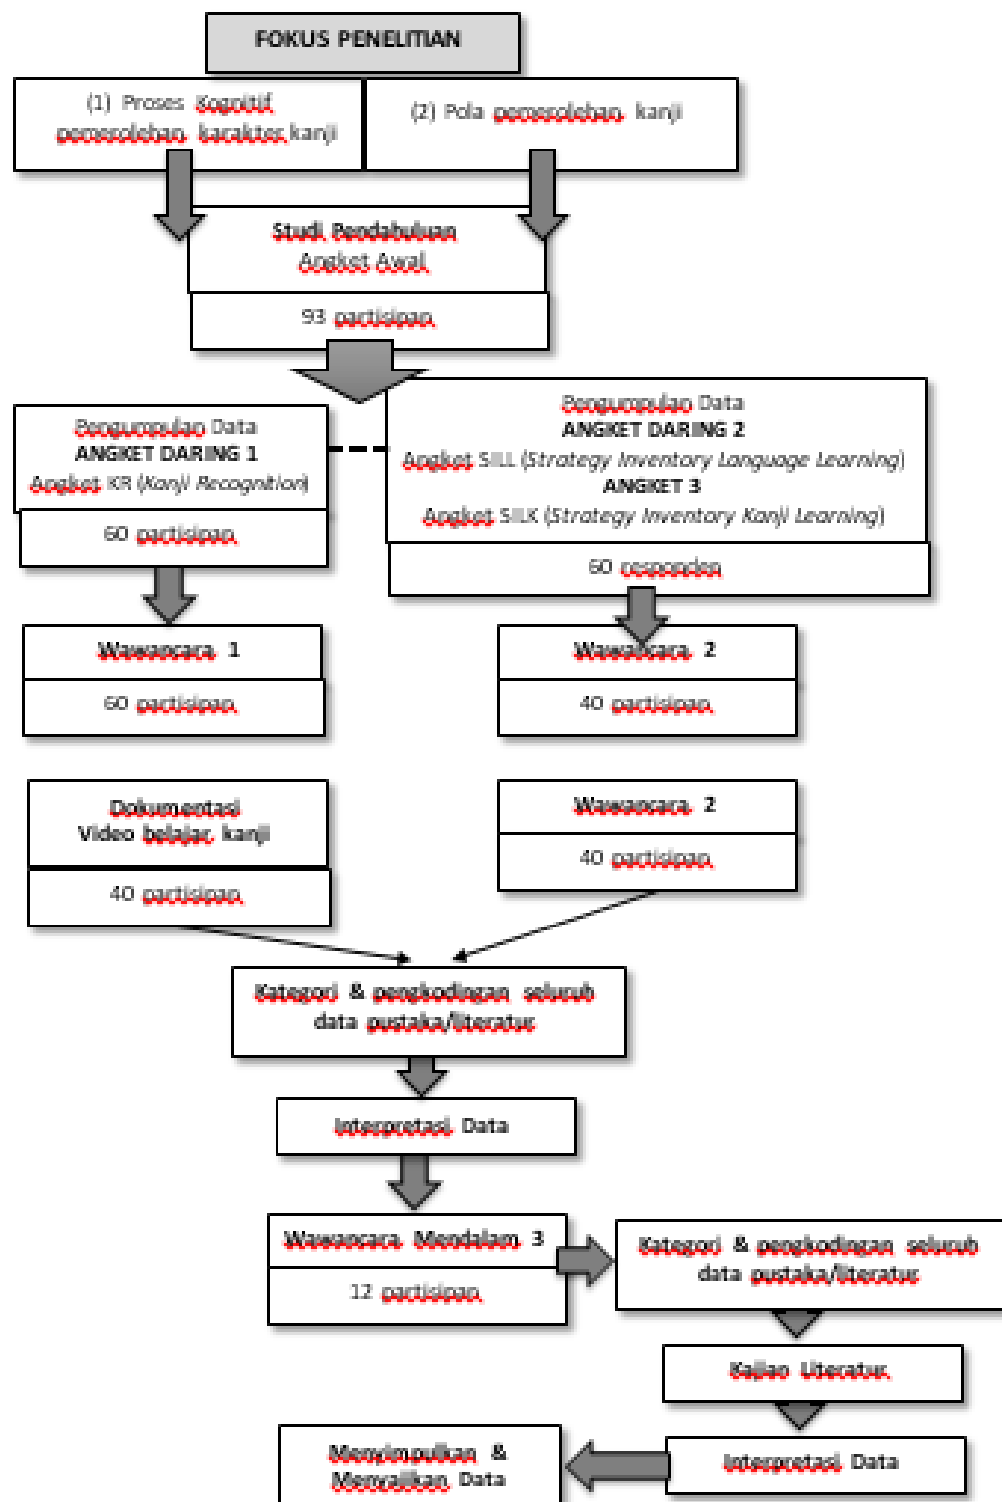 FOKUS PENELITIAN
(1) Proses Kognitif
pemerolehan karakter kanji
(2) Pola pemerolehan kanji
Studi Pendahuluan
Angket Awal
93 partisipan
Pengumpulan Data
ANGKET DARING 1
Angket KR (Kanji Recognition)
60 partisipan
Pengumpulan Data
ANGKET DARING 2
Angket SILL (Strategy Inventory Language Learning)
ANGKET 3
Angket SILK (Strategy Inventory Kanji Learning)
60 responden
Wawancara 1
60 partisipan
Wawancara 2
40 partisipan
Dokumentasi
Video belajar kanji
40 partisipan
Wawancara 2
40 partisipan
Kategori & pengkodingan seluruh
data pustaka/literatur
Interpretasi Data
Wawancara Mendalam 3
12 partisipan
Kategori & pengkodingan seluruh
data pustaka/literatur
Kajian Literatur
Interpretasi Data
Menyimpulkan &
Menyajikan Data